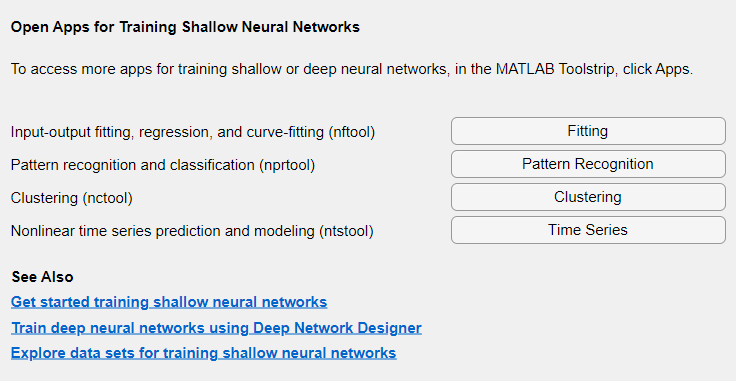 Open Apps for Training Shallow Neural Networks
To access more apps for training shallow or deep neural networks, in the MATLAB Toolstrip, click Apps.
Input-output fitting, regression, and curve-fitting (nftool) Fitting
Pattern recognition and classification (nprtool) Pattern Recognition
Clustering (nctool) Clustering
Nonlinear time series prediction and modeling (ntstool) Time Series
See Also
Get started training shallow neural networks
Train deep neural networks using Deep Network Designer
Explore data sets for training shallow neural networks